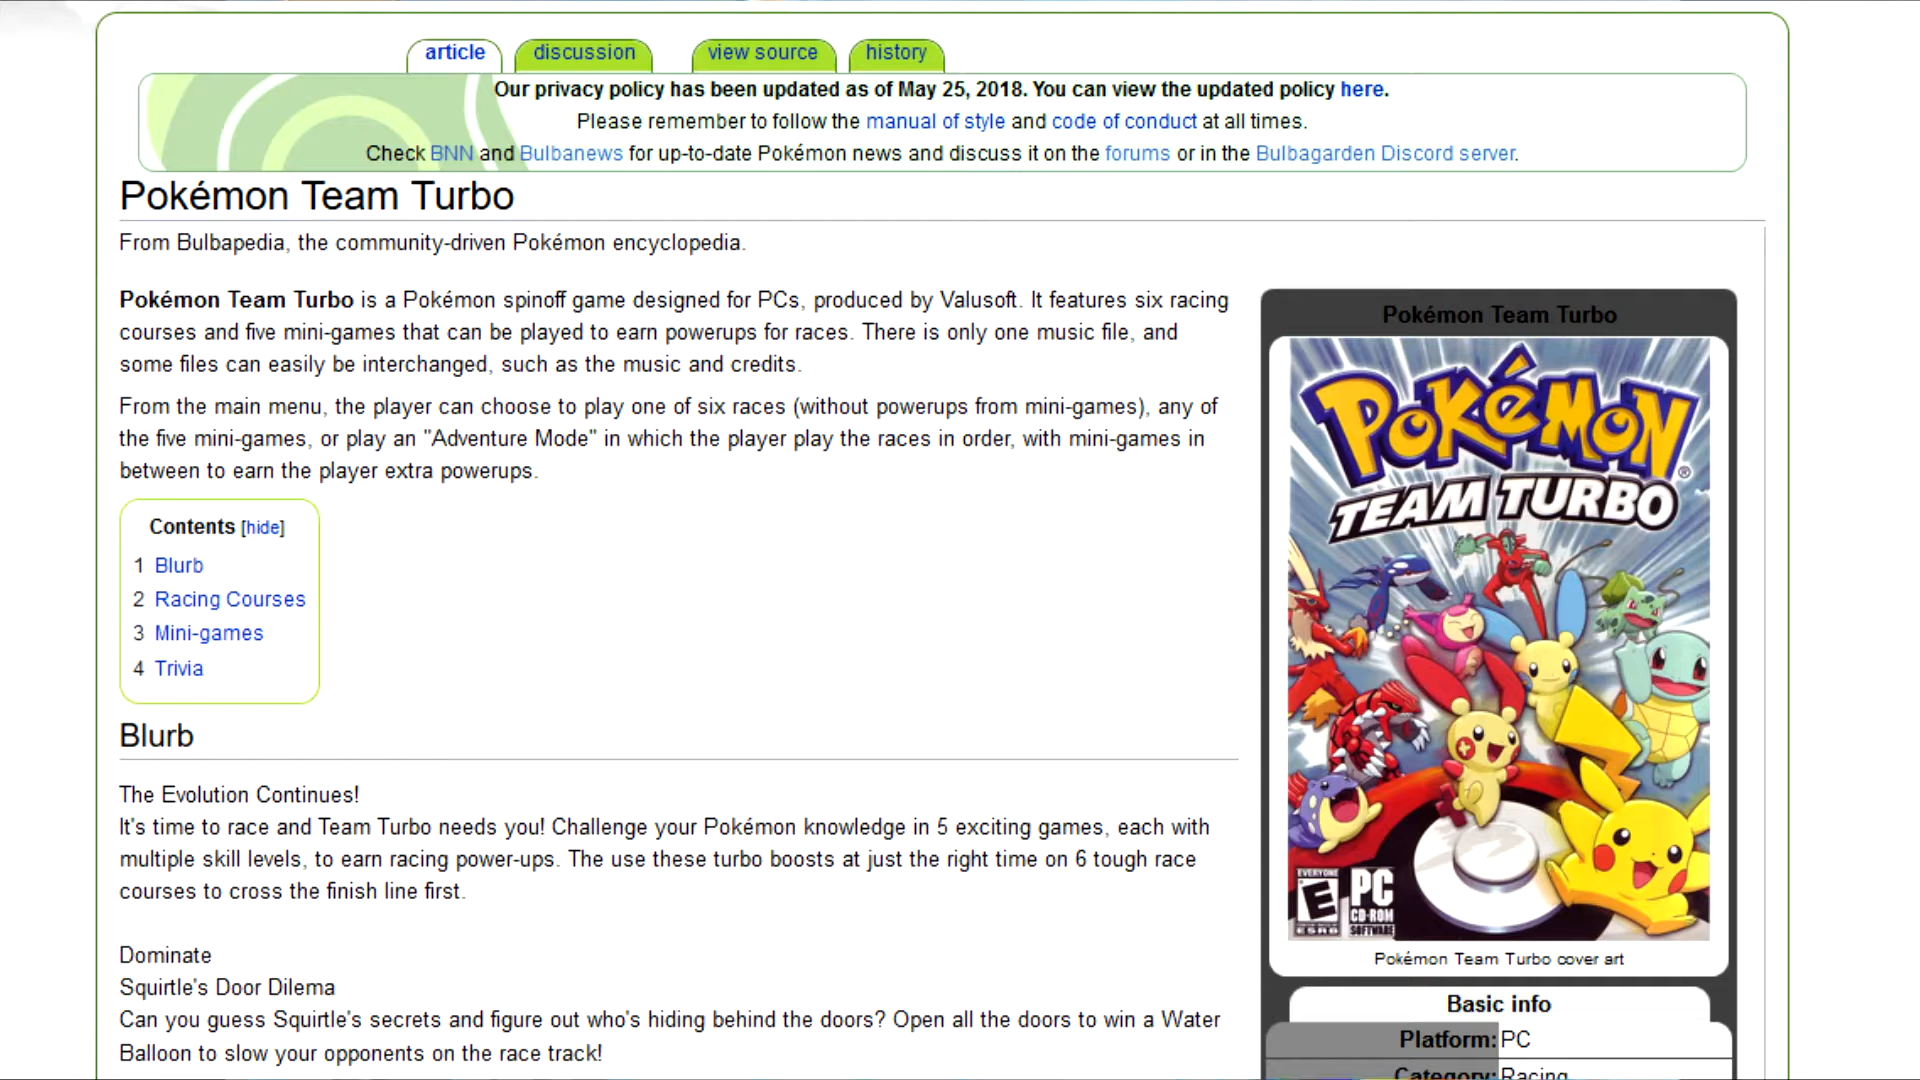 article
discussion
view source
history
Our privacy policy has been updated as of May 25, 2018. You can view the updated policy here.
Please remember to follow the manual of style and code of conduct at all times.
Check BNN and Bulbanews for up-to-date Pokémon news and discuss it on the forums or in the Bulbagarden Discord server.
Pokémon Team Turbo
From Bulbapedia, the community-driven Pokémon encyclopedia.
Pokémon Team Turbo is a Pokémon spinoff game designed for PCs, produced by Valusoft. It features six racing
courses and five mini-games that can be played to earn powerups for races. There is only one music file, and
some files can easily be interchanged, such as the music and credits.
From the main menu, the player can choose to play one of six races (without powerups from mini-games), any of
the five mini-games, or play an "Adventure Mode" in which the player play the races in order, with mini-games in
between to earn the player extra powerups.
Contents [hide]
1 Blurb
2 Racing Courses
3 Mini-games
4 Trivia
Blurb
The Evolution Continues!
It's time to race and Team Turbo needs you! Challenge your Pokémon knowledge in 5 exciting games, each with
multiple skill levels, to earn racing power-ups. The use these turbo boosts at just the right time on 6 tough race
courses to cross the finish line first.
Dominate
Squirtle's Door Dilema
Can you guess Squirtle's secrets and figure out who's hiding behind the doors? Open all the doors to win a Water
Balloon to slow your opponents on the race track!
Pokémon Team Turbo
POKéMON®
TEAM TURBO
EVERYONE
E
ESRB
PC
CD-ROM
SOFTWARE
Pokémon Team Turbo cover art
Basic info
Platform: PC
Category: Racing